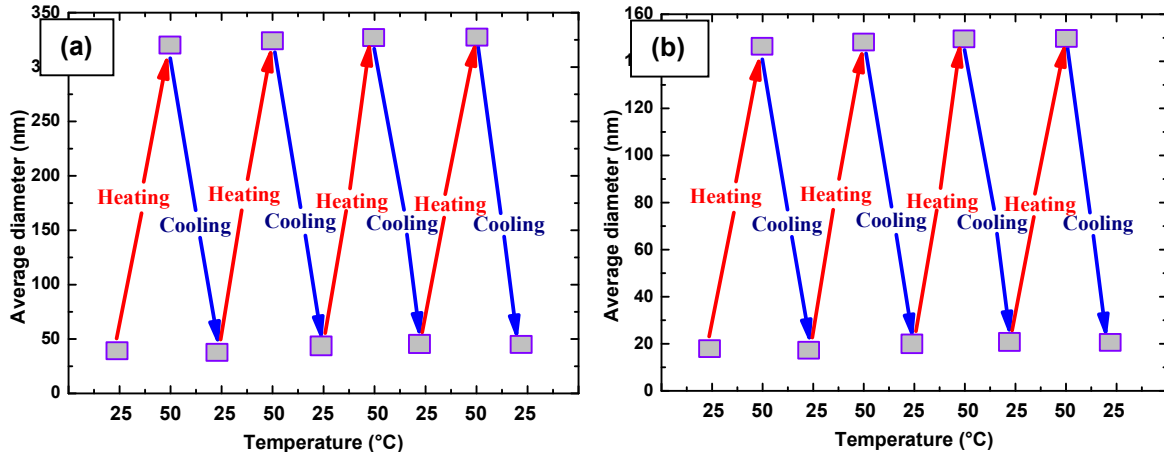 (a)
350
300
250
200
150
100
50
0
Average diameter (nm)
Heating
Cooling
Heating
Cooling
Heating
Cooling
Heating
Cooling
25 50 25 50 25 50 25 50 25
Temperature (°C)
(b)
160
140
120
100
80
60
40
20
0
Average diameter (nm)
Heating
Cooling
Heating
Cooling
Heating
Cooling
Heating
Cooling
25 50 25 50 25 50 25 50 25
Temperature (°C)